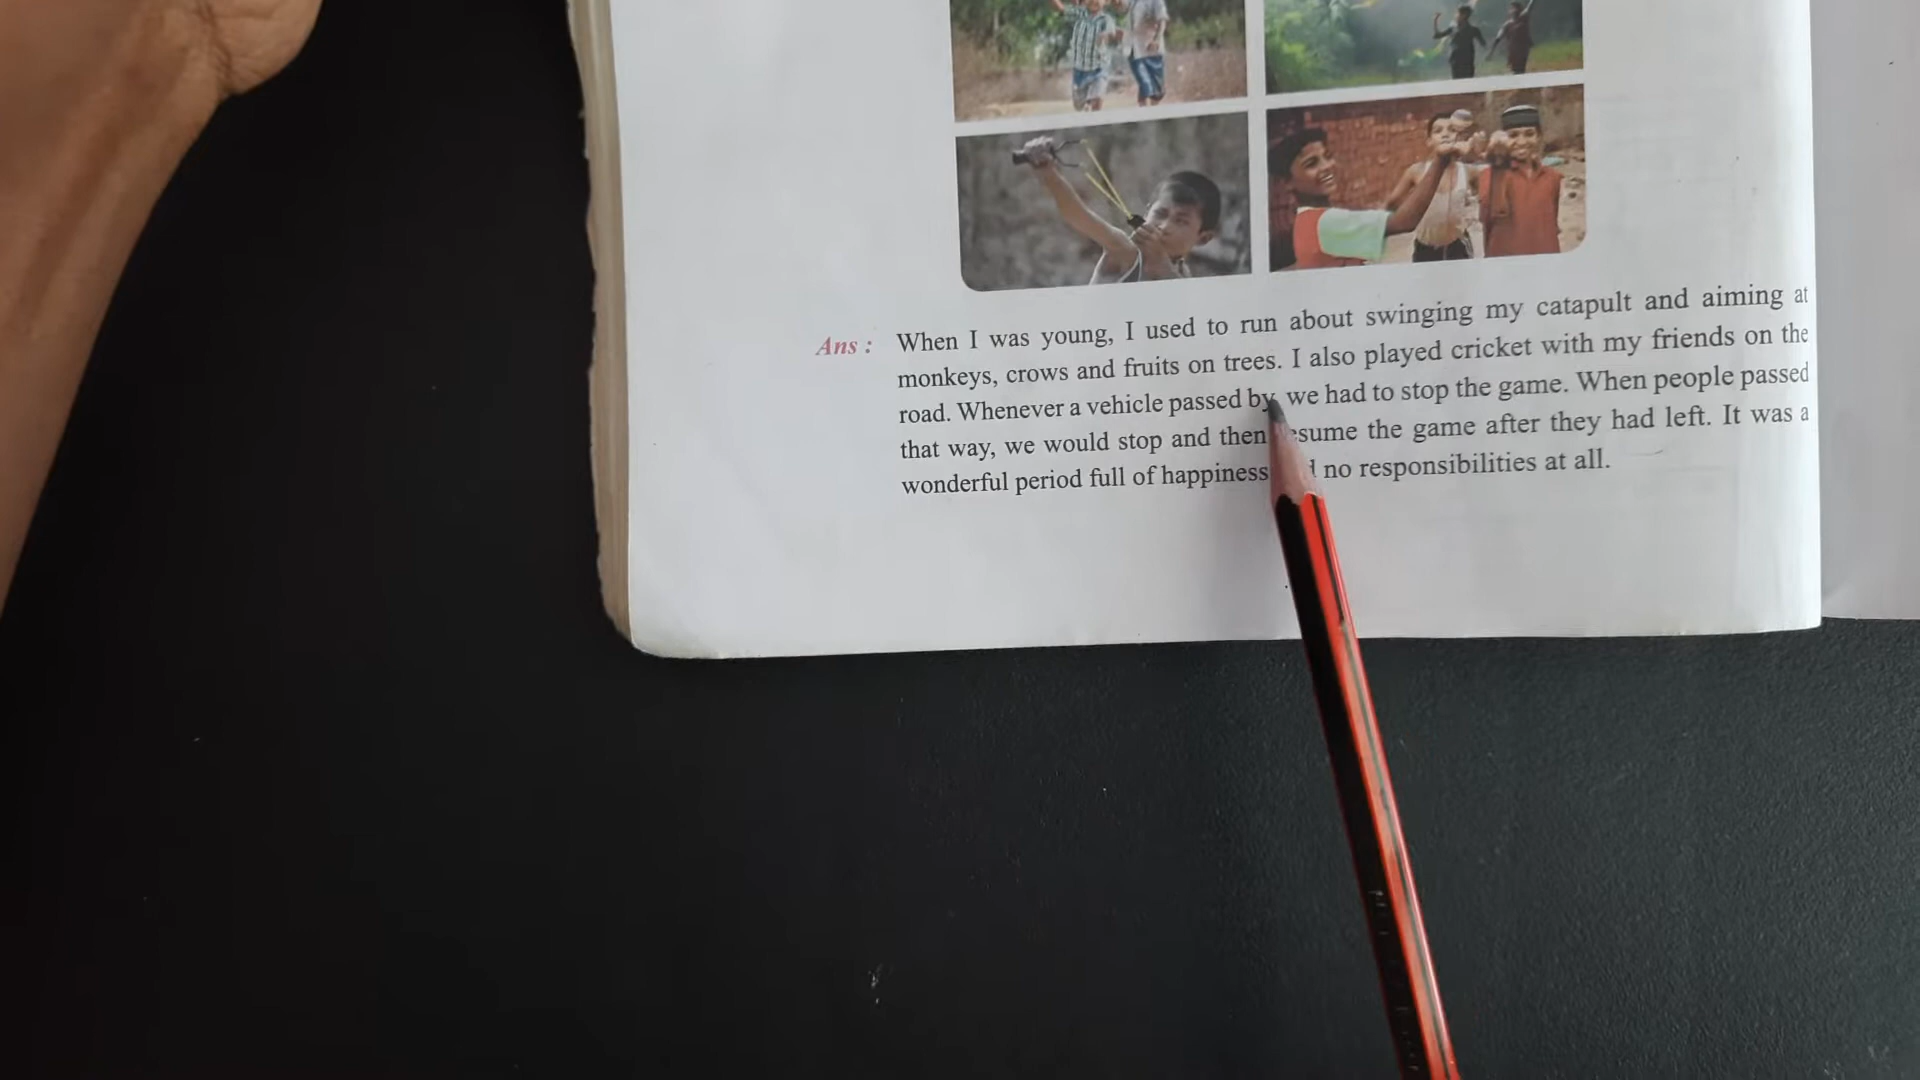 Ans : When I was young, I used to run about swinging my catapult and aiming at
monkeys, crows and fruits on trees. I also played cricket with my friends on the
road. Whenever a vehicle passed by, we had to stop the game. When people passed
that way, we would stop and then esume the game after they had left. It was a
wonderful period full of happiness d no responsibilities at all.